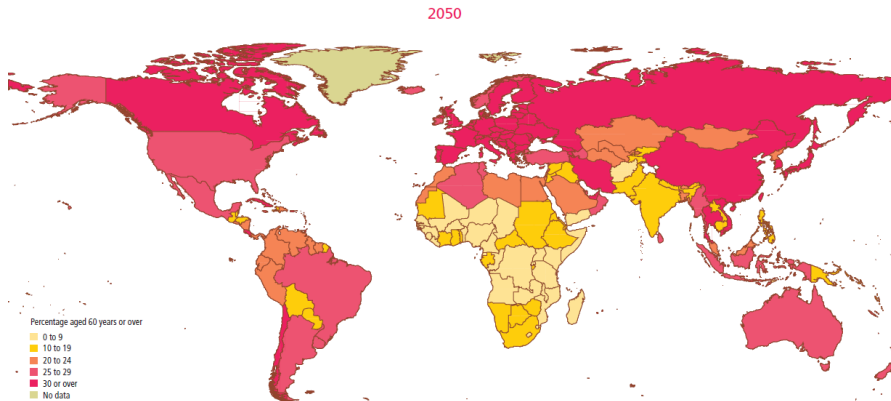 2050
Percentage aged 60 years or over
0 to 9
10 to 19
20 to 24
25 to 29
30 or over
No data